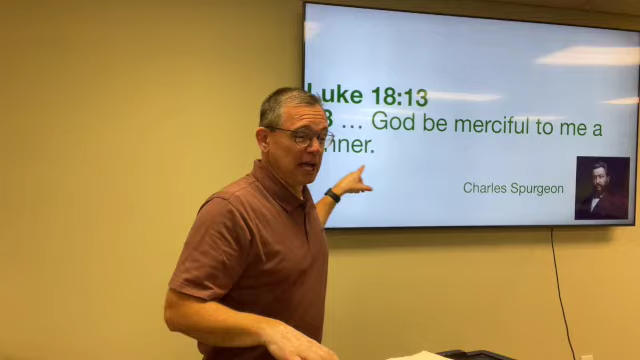 Luke 18:13
… God be merciful to me a
Charles Spurgeon